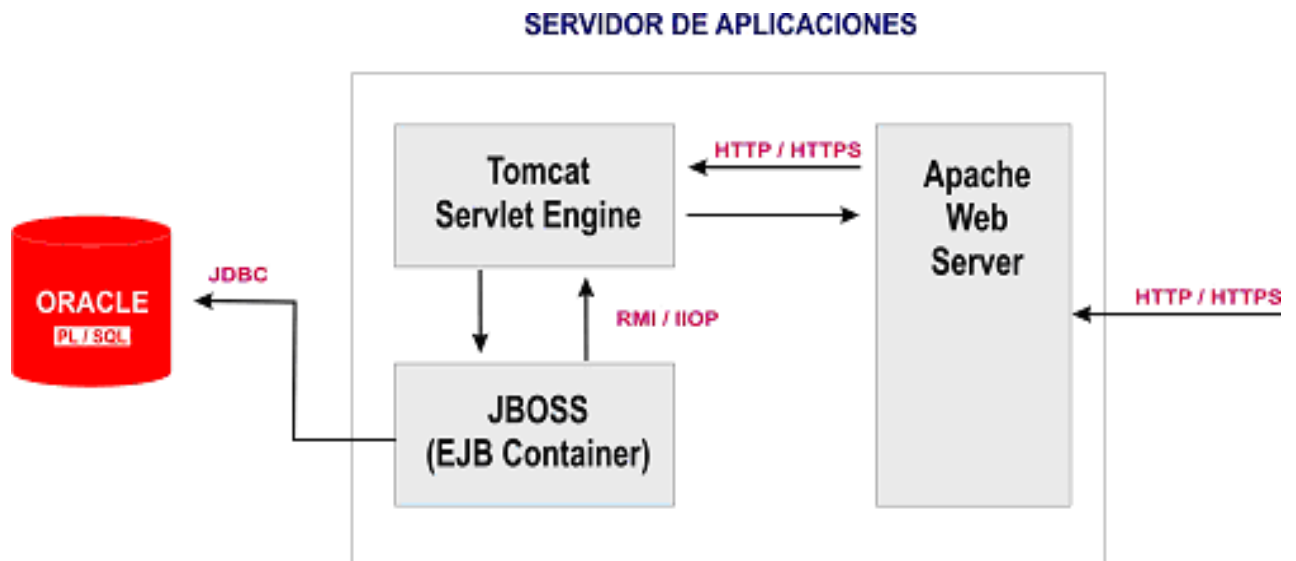 SERVIDOR DE APLICACIONES
Tomcat
Servlet Engine
HTTP / HTTPS
Apache
Web
Server
HTTP / HTTPS
JDBC
ORACLE
PL / SQL
RMI / IIOP
JBOSS
(EJB Container)